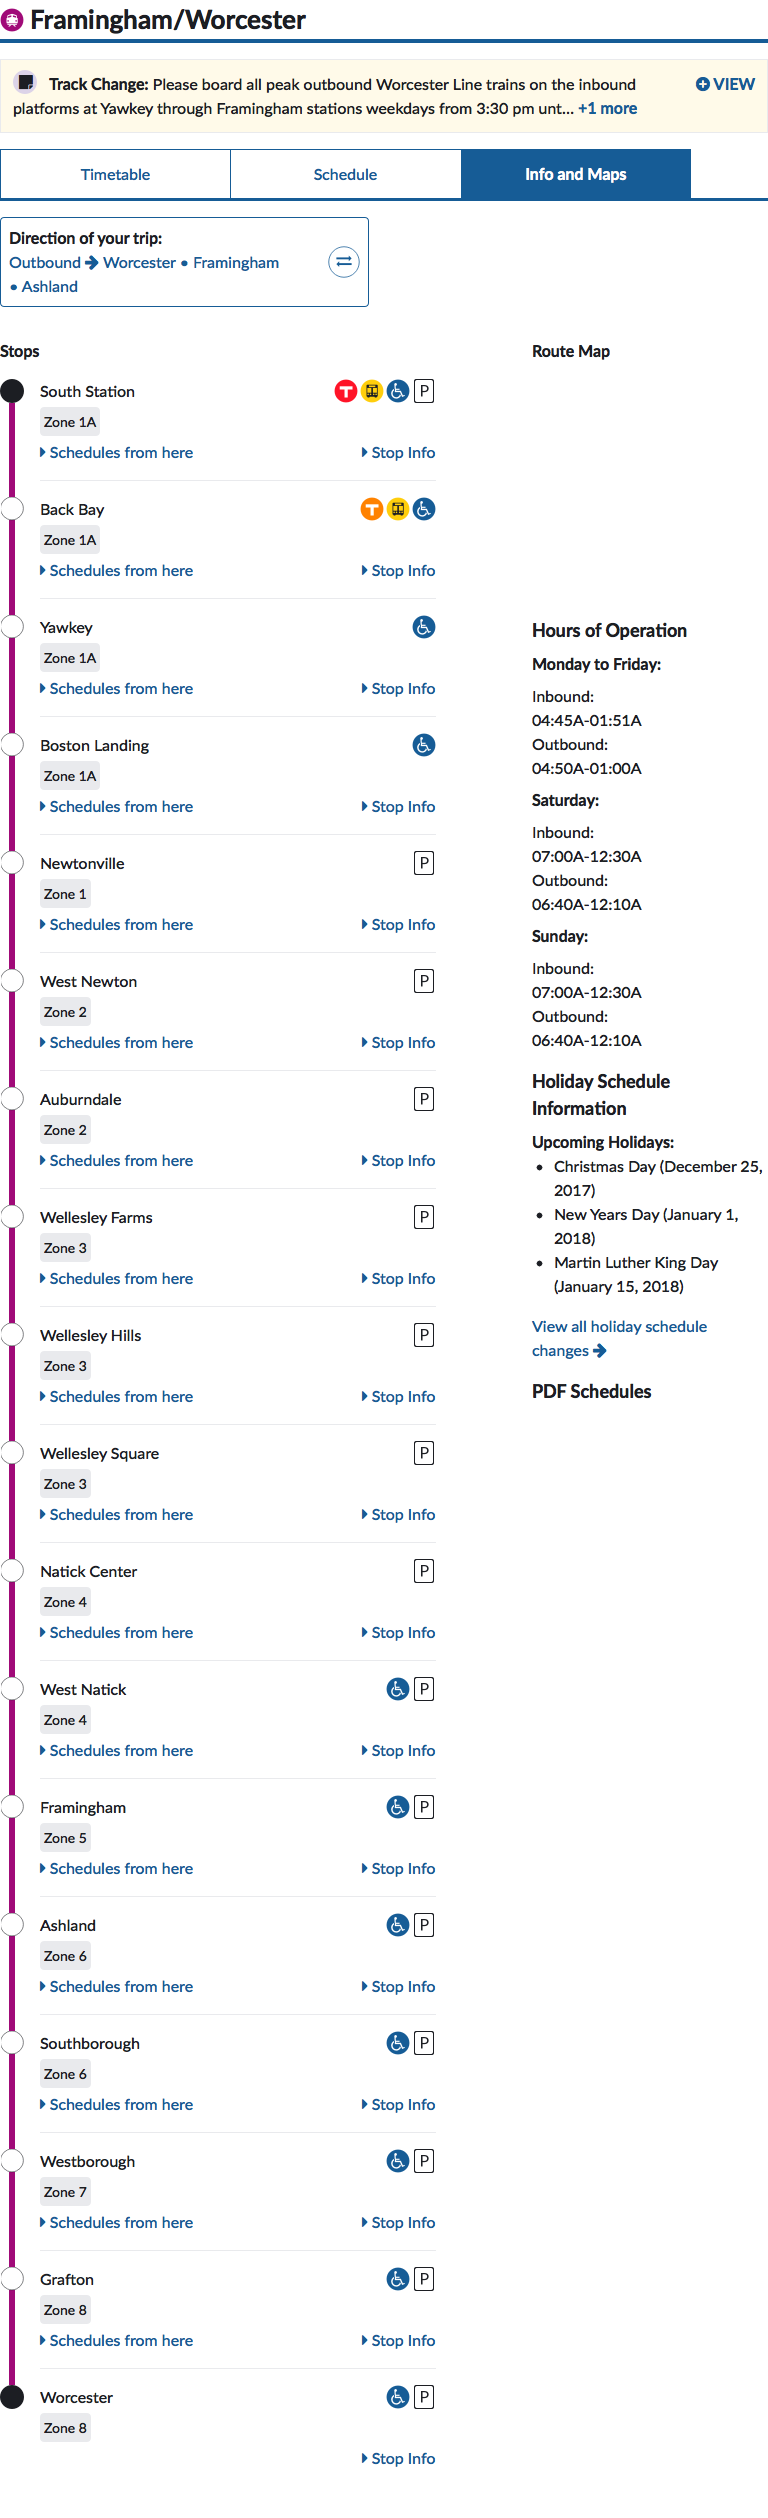 Framingham/Worcester
Track Change: Please board all peak outbound Worcester Line trains on the inbound
platforms at Yawkey through Framingham stations weekdays from 3:30 pm unt... +1 more
VIEW
Timetable
Schedule
Info and Maps
Direction of your trip:
Outbound → Worcester • Framingham
• Ashland
Stops
South Station
T
P
Zone 1A
Schedules from here
Stop Info
Back Bay
T
Zone 1A
Schedules from here
Stop Info
Yawkey
Zone 1A
Schedules from here
Stop Info
Boston Landing
Zone 1A
Schedules from here
Stop Info
Newtonville
P
Zone 1
Schedules from here
Stop Info
West Newton
P
Zone 2
Schedules from here
Stop Info
Auburndale
P
Zone 2
Schedules from here
Stop Info
Wellesley Farms
P
Zone 3
Schedules from here
Stop Info
Wellesley Hills
P
Zone 3
Schedules from here
Stop Info
Wellesley Square
P
Zone 3
Schedules from here
Stop Info
Natick Center
P
Zone 4
Schedules from here
Stop Info
West Natick
P
Zone 4
Schedules from here
Stop Info
Framingham
P
Zone 5
Schedules from here
Stop Info
Ashland
P
Zone 6
Schedules from here
Stop Info
Southborough
P
Zone 6
Schedules from here
Stop Info
Westborough
P
Zone 7
Schedules from here
Stop Info
Grafton
P
Zone 8
Schedules from here
Stop Info
Worcester
P
Zone 8
Stop Info
Route Map
Hours of Operation
Monday to Friday:
Inbound:
04:45A-01:51A
Outbound:
04:50A-01:00A
Saturday:
Inbound:
07:00A-12:30A
Outbound:
06:40A-12:10A
Sunday:
Inbound:
07:00A-12:30A
Outbound:
06:40A-12:10A
Holiday Schedule
Information
Upcoming Holidays:
• Christmas Day (December 25,
2017)
• New Years Day (January 1,
2018)
• Martin Luther King Day
(January 15, 2018)
View all holiday schedule
changes →
PDF Schedules